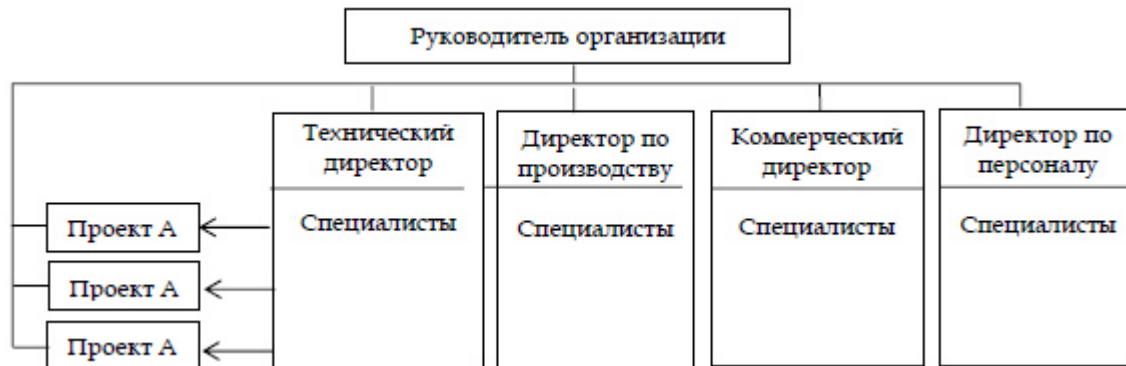 Руководитель организации
Технический
директор
Директор по
производству
Коммерческий
директор
Директор по
персоналу
Специалисты
Специалисты
Специалисты
Специалисты
Проект А
Проект А
Проект А